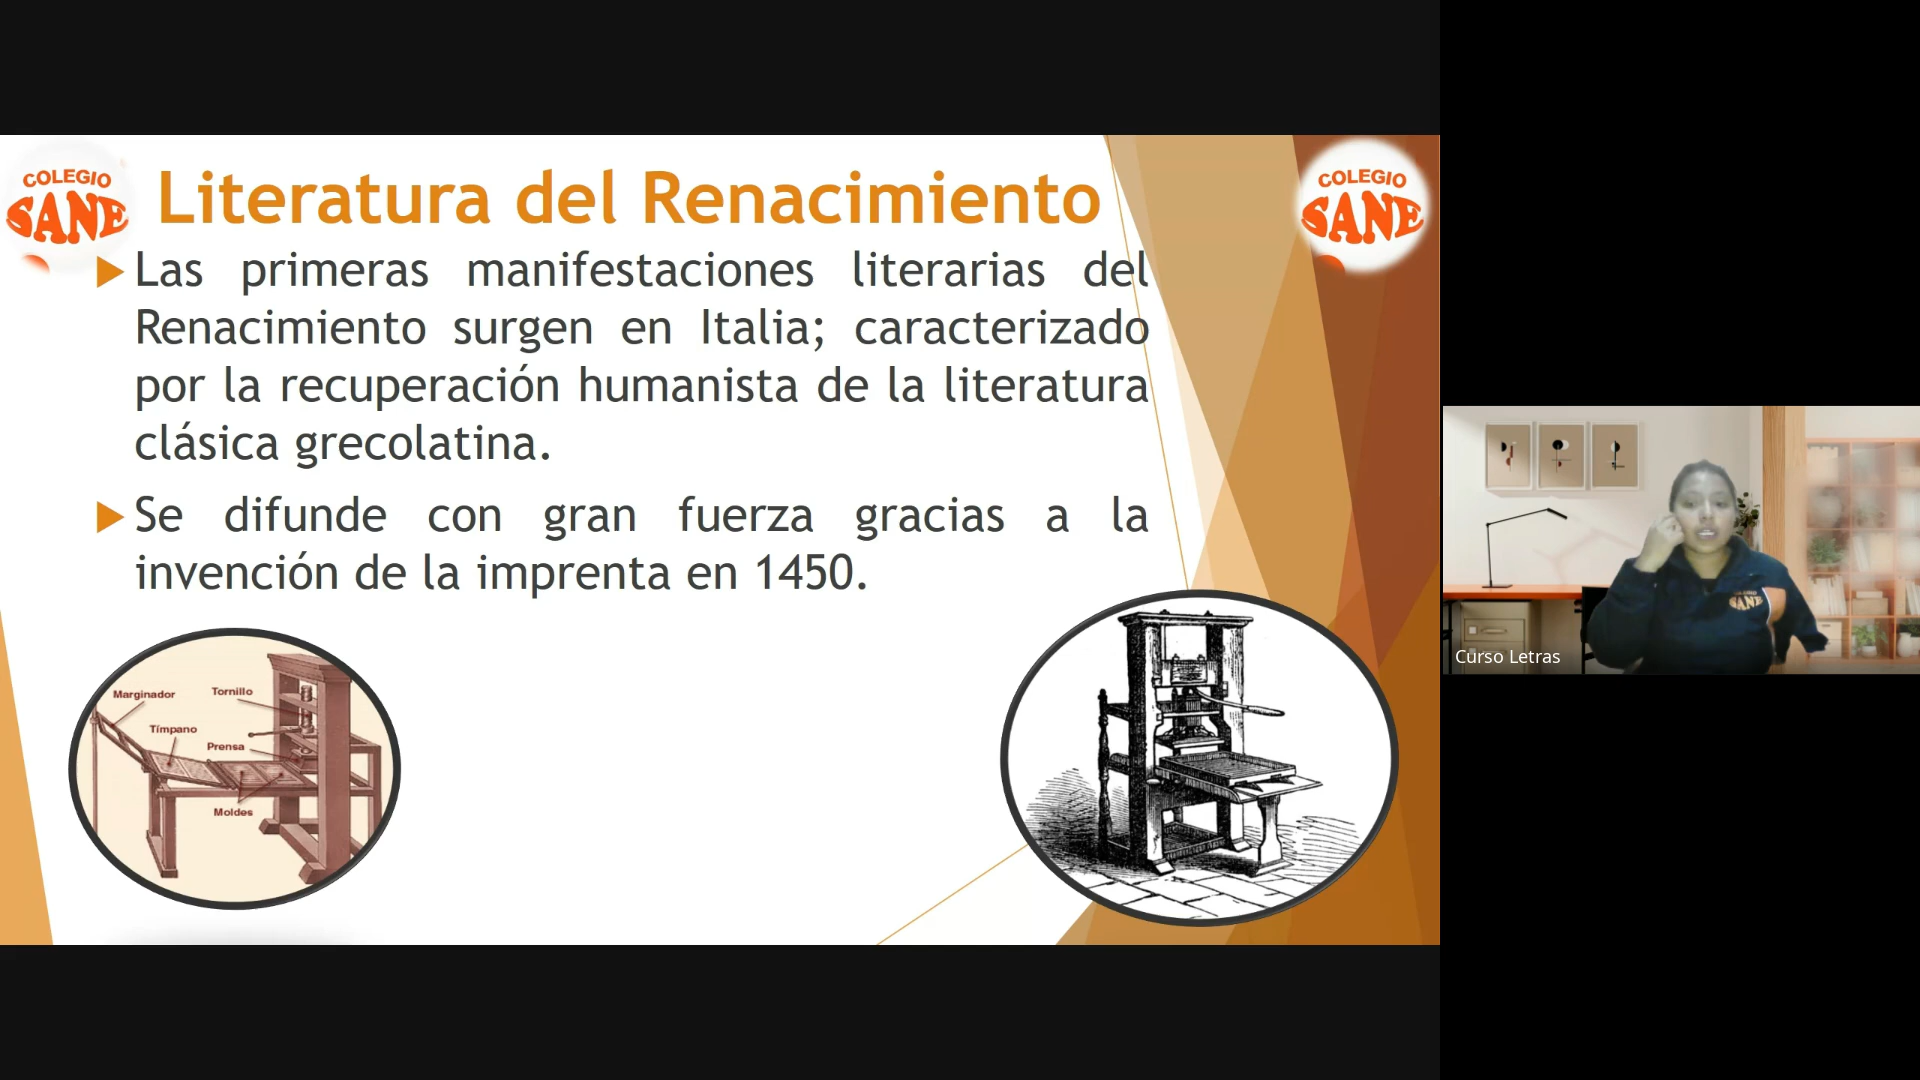 COLEGIO
SANE
Literatura del Renacimiento
COLEGIO
SANE
Las primeras manifestaciones literarias del
Renacimiento surgen en Italia; caracterizado
por la recuperación humanista de la literatura
clásica grecolatina.
Se difunde con gran fuerza gracias a la
invención de la imprenta en 1450.
Marginador
Tornillo
Tímpano
Prensa
Moldes
COLEGIO
SANE
Curso Letras